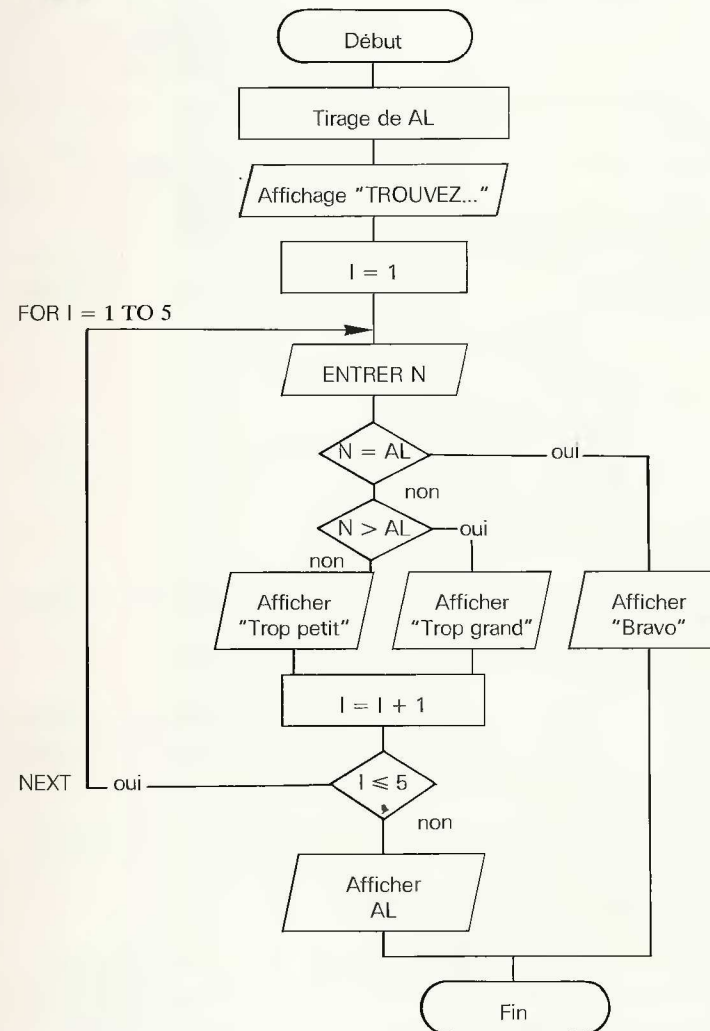 Début
Tirage de AL
Affichage "TROUVEZ..."
I = 1
FOR I = 1 TO 5
ENTRER N
N = AL
oui
non
N > AL
oui
non
Afficher
"Trop petit"
Afficher
"Trop grand"
Afficher
"Bravo"
I = I + 1
NEXT
oui
I ⩽ 5
non
Afficher
AL
Fin